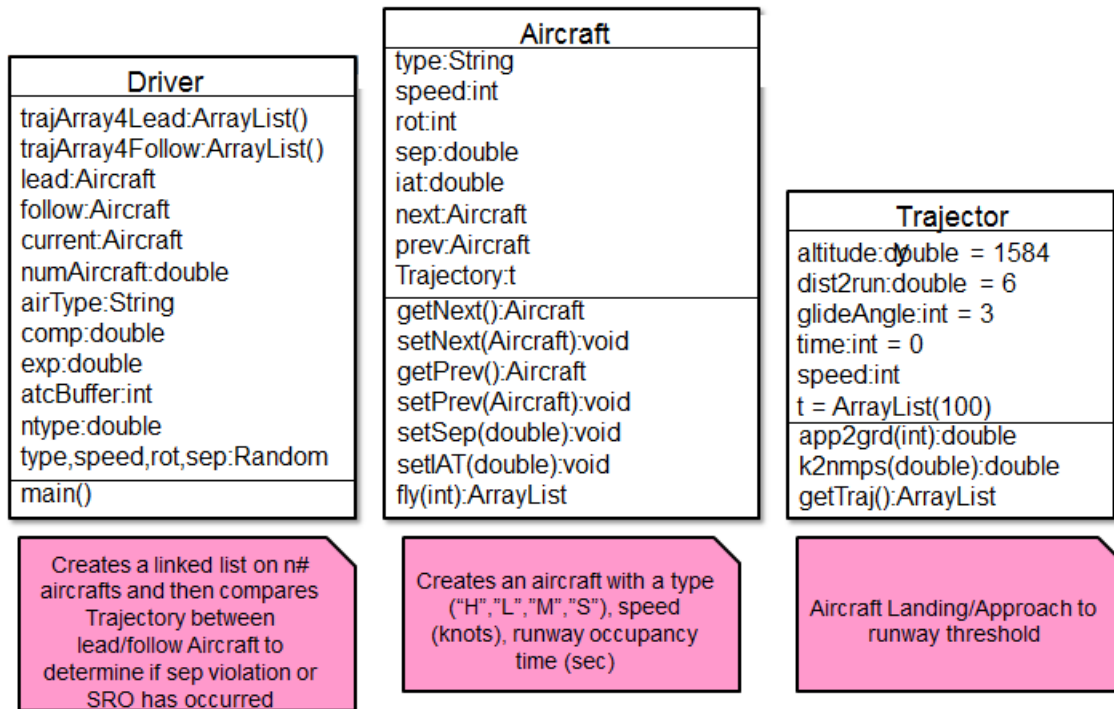 Driver
trajArray4Lead:ArrayList()
trajArray4Follow:ArrayList()
lead:Aircraft
follow:Aircraft
current:Aircraft
numAircraft:double
airType:String
comp:double
exp:double
atcBuffer:int
ntype:double
type,speed,rot,sep:Random
main()
Creates a linked list on n#
aircrafts and then compares
Trajectory between
lead/follow Aircraft to
determine if sep violation or
SRO has occurred
Aircraft
type:String
speed:int
rot:int
sep:double
iat:double
next:Aircraft
prev:Aircraft
Trajectory:t
getNext():Aircraft
setNext(Aircraft):void
getPrev():Aircraft
setPrev(Aircraft):void
setSep(double):void
setIAT(double):void
fly(int):ArrayList
Creates an aircraft with a type
(“H”,”L”,”M”,”S”), speed
(knots), runway occupancy
time (sec)
Trajector
altitude:double = 1584
dist2run:double = 6
glideAngle:int = 3
time:int = 0
speed:int
t = ArrayList(100)
app2grd(int):double
k2nmps(double):double
getTraj():ArrayList
Aircraft Landing/Approach to
runway threshold